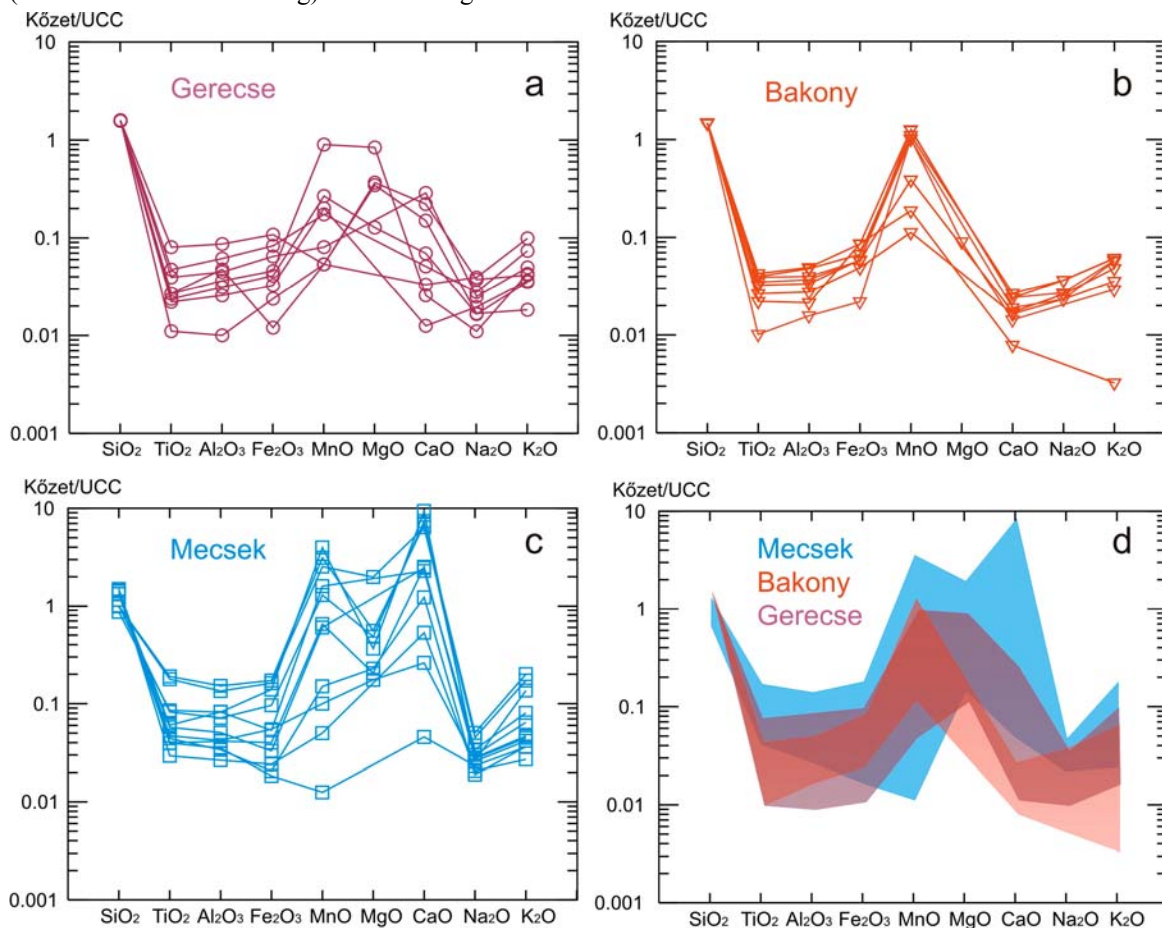 Kőzet/UCC
10
1
0.1
0.01
0.001
Gerecse
a
SiO₂ TiO₂ Al₂O₃ Fe₂O₃ MnO MgO CaO Na₂O K₂O
Kőzet/UCC
10
1
0.1
0.01
0.001
Bakony
b
SiO₂ TiO₂ Al₂O₃ Fe₂O₃ MnO MgO CaO Na₂O K₂O
Kőzet/UCC
10
1
0.1
0.01
0.001
Mecsek
c
SiO₂ TiO₂ Al₂O₃ Fe₂O₃ MnO MgO CaO Na₂O K₂O
Kőzet/UCC
10
1
0.1
0.01
0.001
Mecsek
Bakony
Gerecse
d
SiO₂ TiO₂ Al₂O₃ Fe₂O₃ MnO MgO CaO Na₂O K₂O